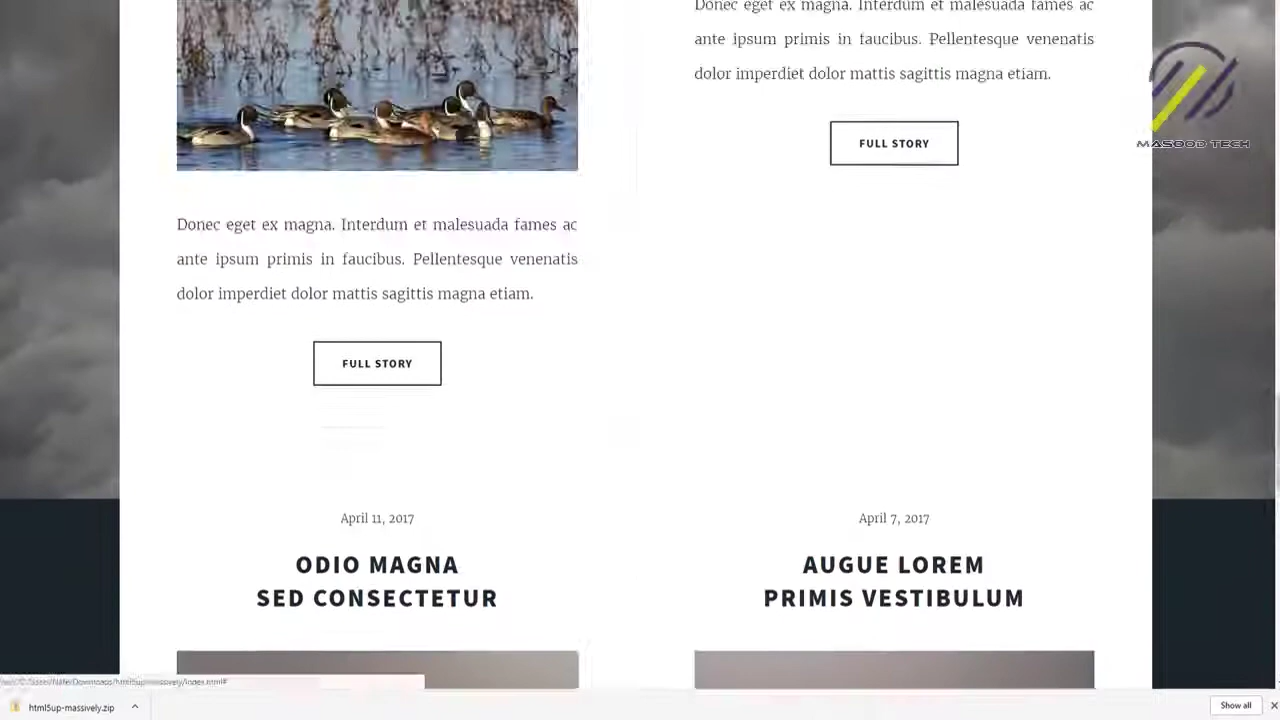 Donec eget ex magna. Interdum et malesuada fames ac
ante ipsum primis in faucibus. Pellentesque venenatis
dolor imperdiet dolor mattis sagittis magna etiam.
FULL STORY
MASOOD TECH
Donec eget ex magna. Interdum et malesuada fames ac
ante ipsum primis in faucibus. Pellentesque venenatis
dolor imperdiet dolor mattis sagittis magna etiam.
FULL STORY
April 11, 2017
ODIO MAGNA
SED CONSECTETUR
April 7, 2017
AUGUE LOREM
PRIMIS VESTIBULUM
html5up-massively.zip
Show all